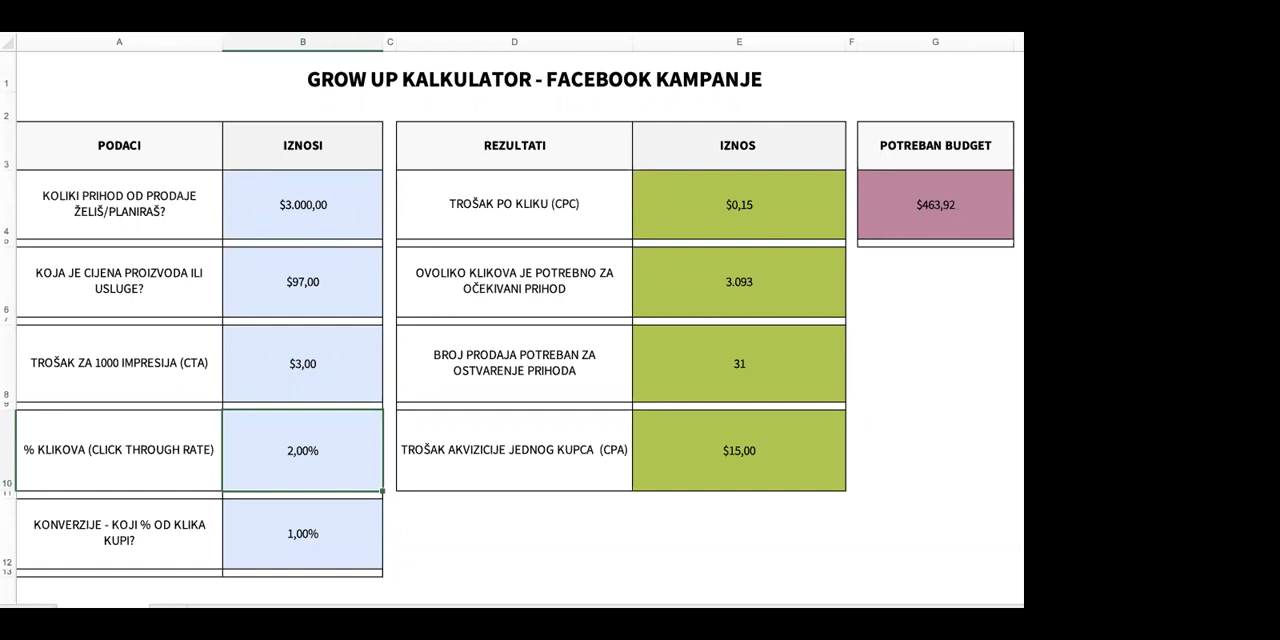 A B C D E F G
1
GROW UP KALKULATOR - FACEBOOK KAMPANJE
2
3
PODACI IZNOSI REZULTATI IZNOS POTREBAN BUDGET
4
KOLIKI PRIHOD OD PRODAJE
ŽELIŠ/PLANIRAŠ?
$3.000,00
TROŠAK PO KLIKU (CPC)
$0,15
$463,92
6
KOJA JE CIJENA PROIZVODA ILI
USLUGE?
$97,00
OVOLIKO KLIKOVA JE POTREBNO ZA
OČEKIVANI PRIHOD
3.093
8
TROŠAK ZA 1000 IMPRESIJA (CTA)
$3,00
BROJ PRODAJA POTREBAN ZA
OSTVARENJE PRIHODA
31
10
% KLIKOVA (CLICK THROUGH RATE)
2,00%
TROŠAK AKVIZICIJE JEDNOG KUPCA (CPA)
$15,00
12
KONVERZIJE - KOJI % OD KLIKA
KUPI?
1,00%